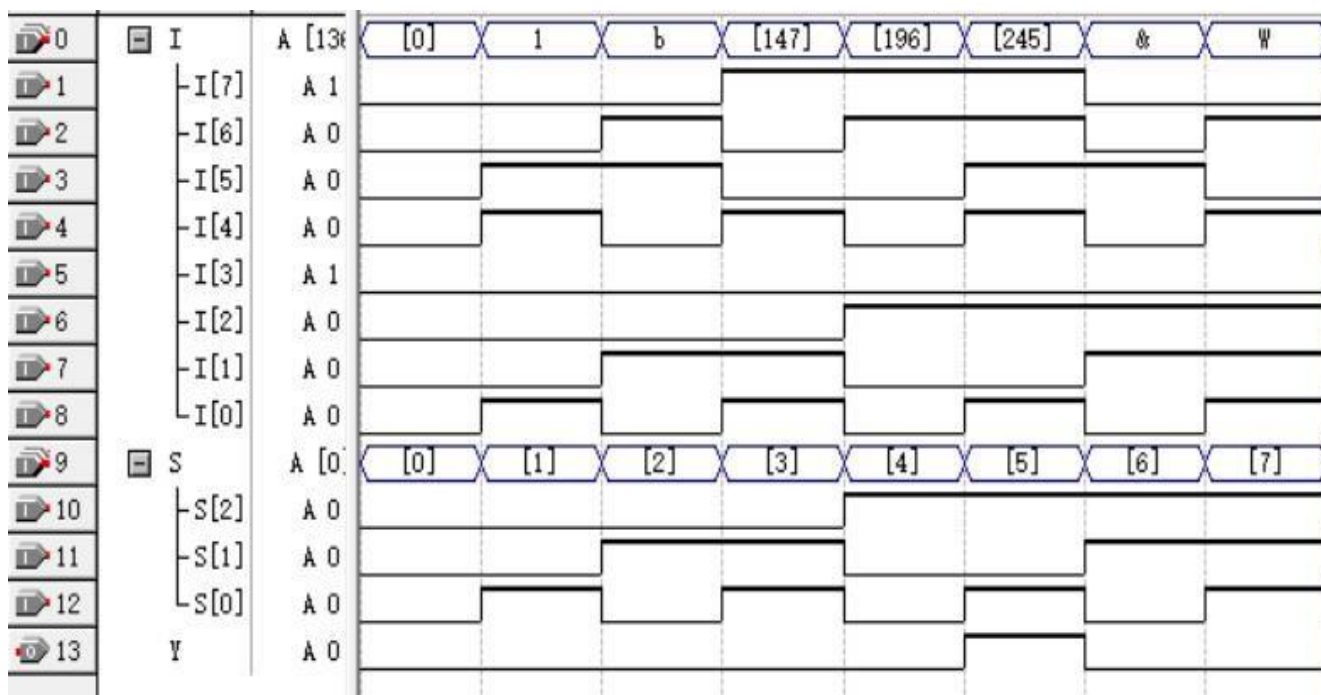 0 I A [136 [0] 1 b [147] [196] [245] & W
1 I[7] A 1
2 I[6] A 0
3 I[5] A 0
4 I[4] A 0
5 I[3] A 1
6 I[2] A 0
7 I[1] A 0
8 I[0] A 0
9 S A [0] [0] [1] [2] [3] [4] [5] [6] [7]
10 S[2] A 0
11 S[1] A 0
12 S[0] A 0
13 Y A 0